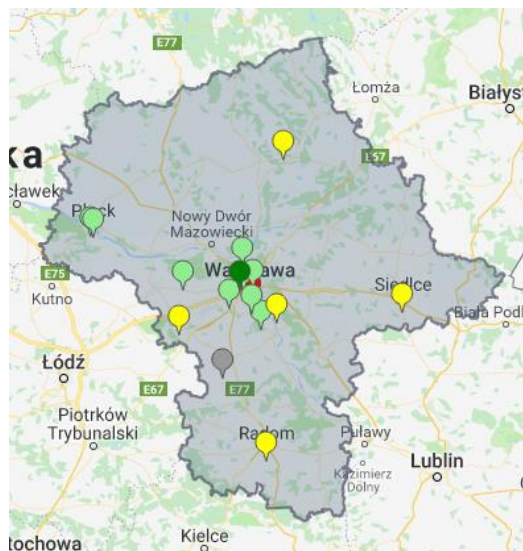 E77
Łomża
Białyst
ka
E67
cławek
Płock
Nowy Dwór
Mazowiecki
Warszawa
E75
Kutno
Siedlce
Biała Podl
Łódź
E67
E77
Piotrków
Trybunalski
Radom
Puławy
Kazimierz
Dolny
Lublin
Kielce
tochowa